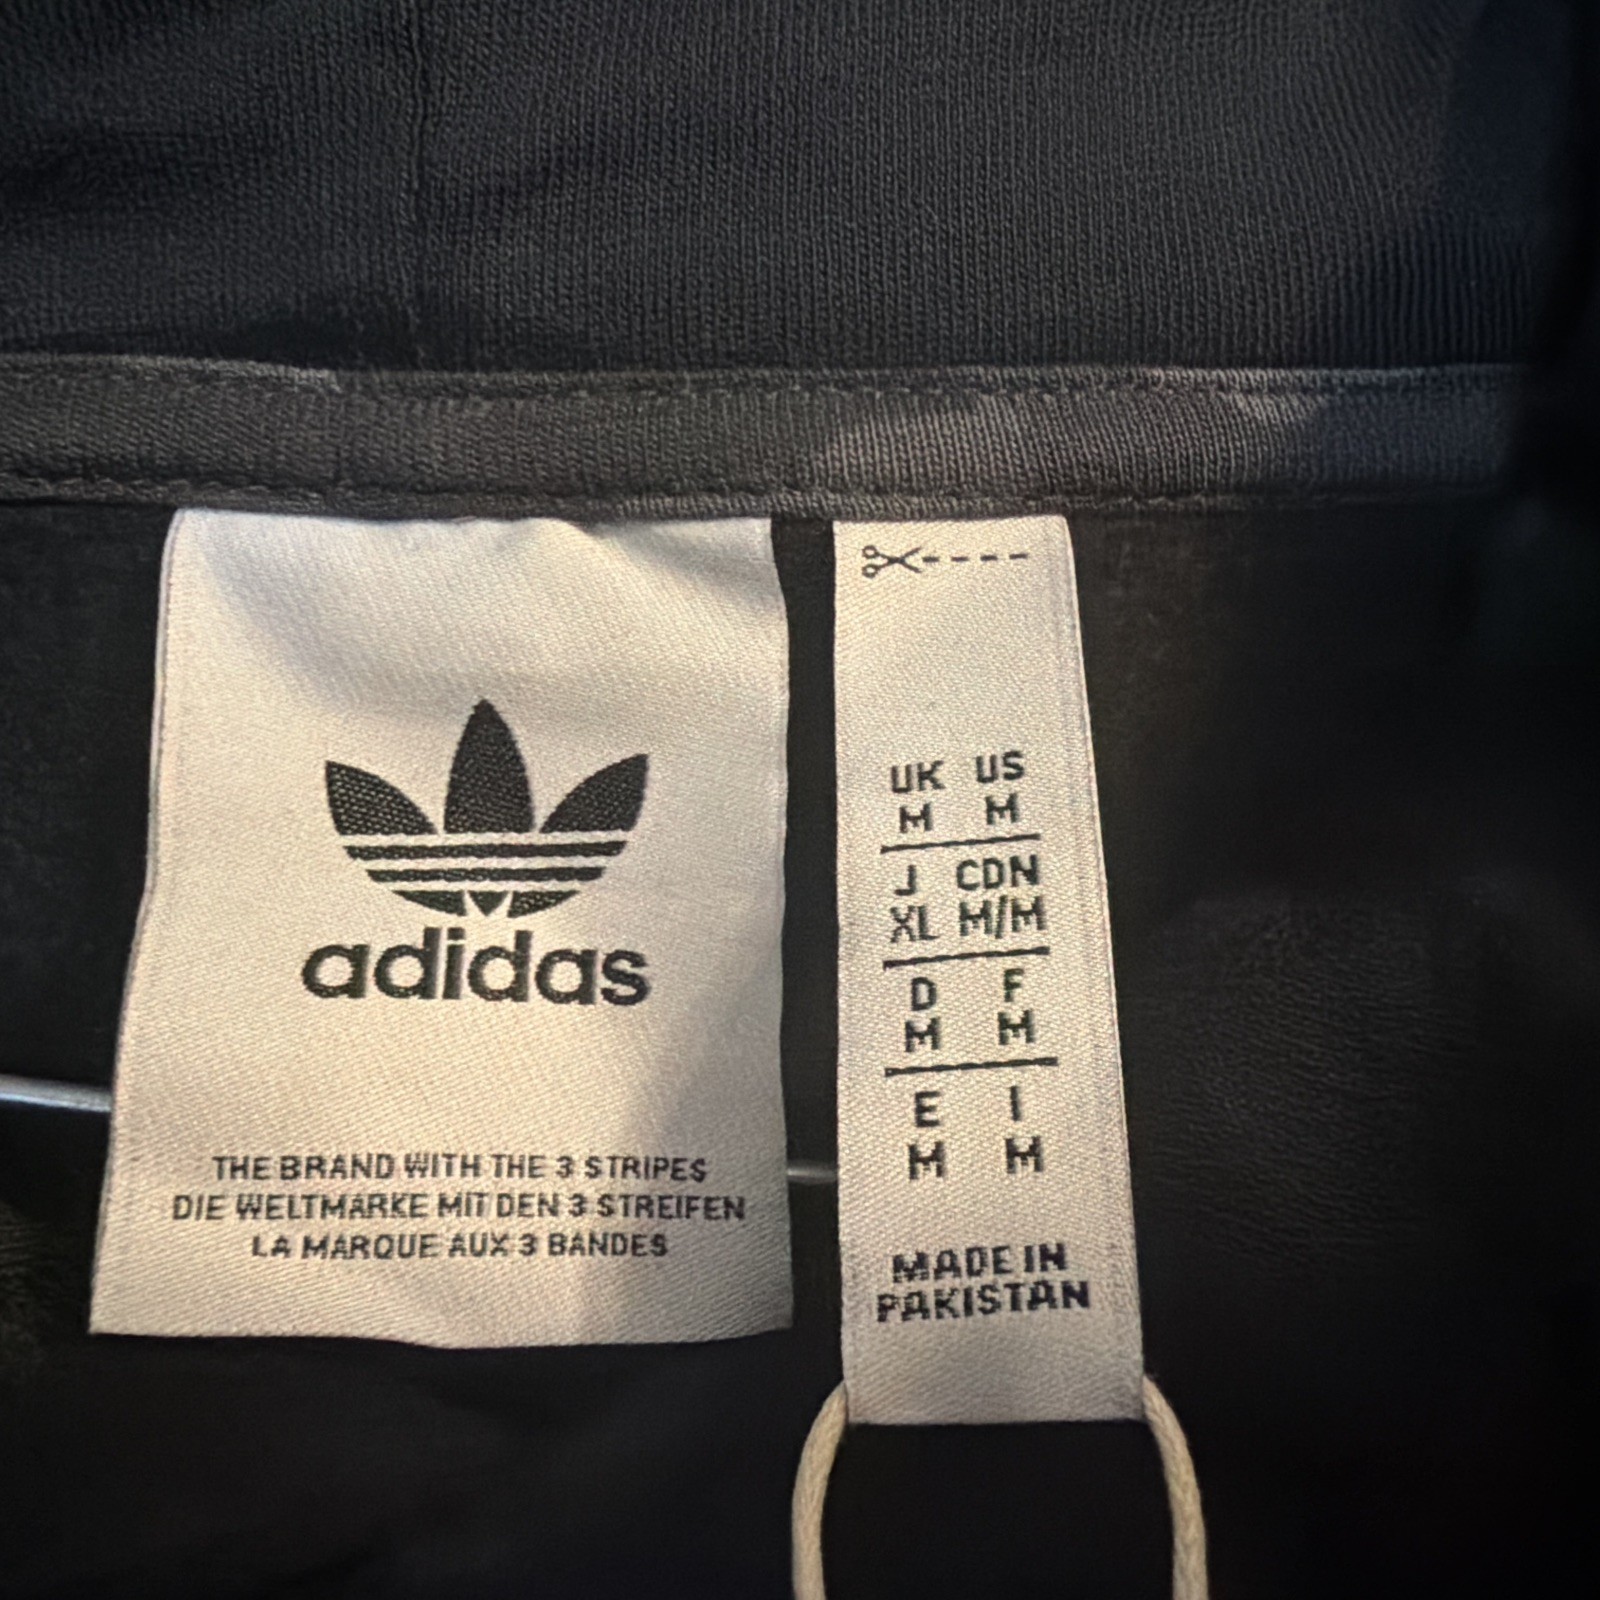 adidas
THE BRAND WITH THE 3 STRIPES
DIE WELTMARKE MIT DEN 3 STREIFEN
LA MARQUE AUX 3 BANDES
UK US
M M
J CDN
XL M/M
D F
M M
E I
M M
MADE IN
PAKISTAN